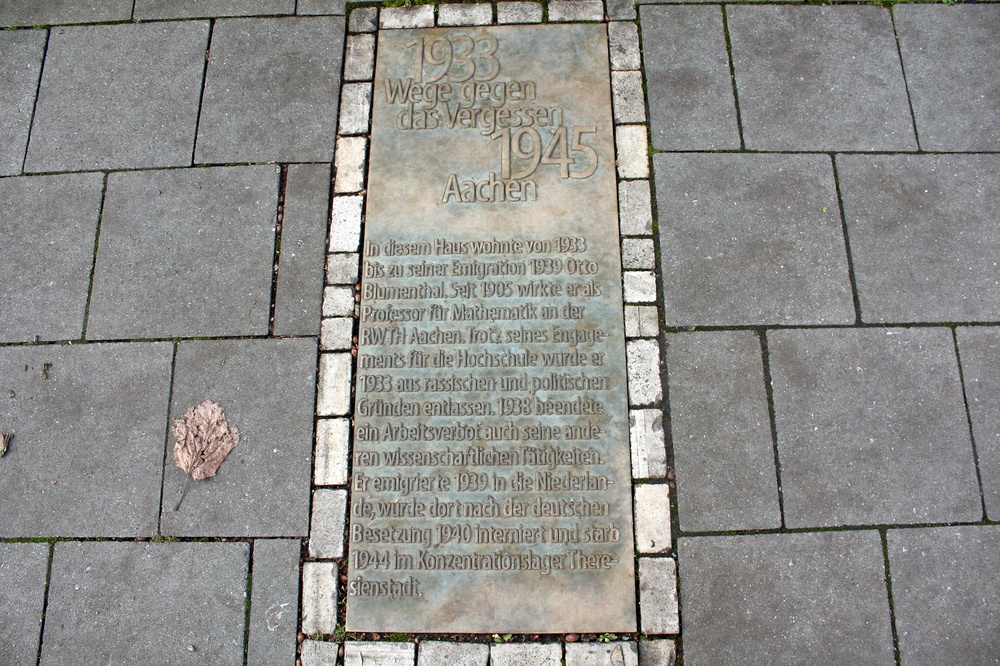 1933
Wege gegen
das Vergessen
1945
Aachen
In diesem Haus wohnte von 1933
bis zu seiner Emigration 1939 Otto
Blumenthal. Seit 1905 wirkte er als
Professor für Mathematik an der
RWTH Aachen. Trotz seines Engage-
ments für die Hochschule wurde er
1933 aus rassischen und politischen
Gründen entlassen. 1938 beendete
ein Arbeitsverbot auch seine ande-
ren wissenschaftlichen Tätigkeiten.
Er emigrierte 1939 in die Niederlan-
de, wurde dort nach der deutschen
Besetzung 1940 interniert und starb
1944 im Konzentrationslager There-
sienstadt.